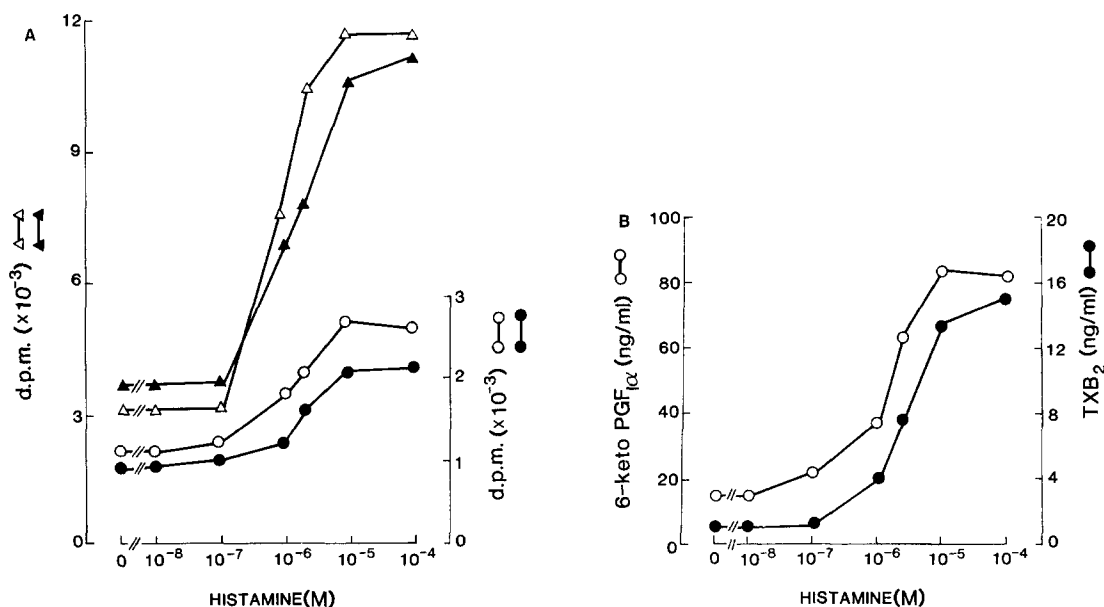 A
12
9
6
3
0
d.p.m. (×10⁻³)
3
2
1
0
d.p.m. (×10⁻³)
0 10⁻⁸ 10⁻⁷ 10⁻⁶ 10⁻⁵ 10⁻⁴
HISTAMINE(M)
B
100
80
60
40
20
0
6-keto PGF₁α (ng/ml)
20
16
12
8
4
0
TXB₂ (ng/ml)
0 10⁻⁸ 10⁻⁷ 10⁻⁶ 10⁻⁵ 10⁻⁴
HISTAMINE(M)